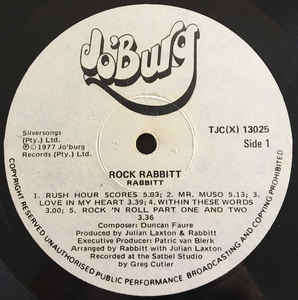 Jo'Burg
Silversongs
(Pty.) Ltd.
℗ 1977 Jo'burg
Records (Pty.) Ltd.
TJC(X) 13025
Side 1
ROCK RABBITT
RABBITT
1. RUSH HOUR SCORES 5.03; 2. MR. MUSO 5.13; 3.
LOVE IN MY HEART 3.39; 4. WITHIN THESE WORDS
3.00; 5. ROCK 'N ROLL PART ONE AND TWO
3.36
Composer: Duncan Faure
Produced by Julian Laxton & Rabbitt
Executive Producer: Patric van Blerk
Arranged by Rabbitt with Julian Laxton
Recorded at the Satbel Studio
by Greg Cutler
COPYRIGHT RESERVED UNAUTHORISED PUBLIC PERFORMANCE BROADCASTING AND COPYING PROHIBITED